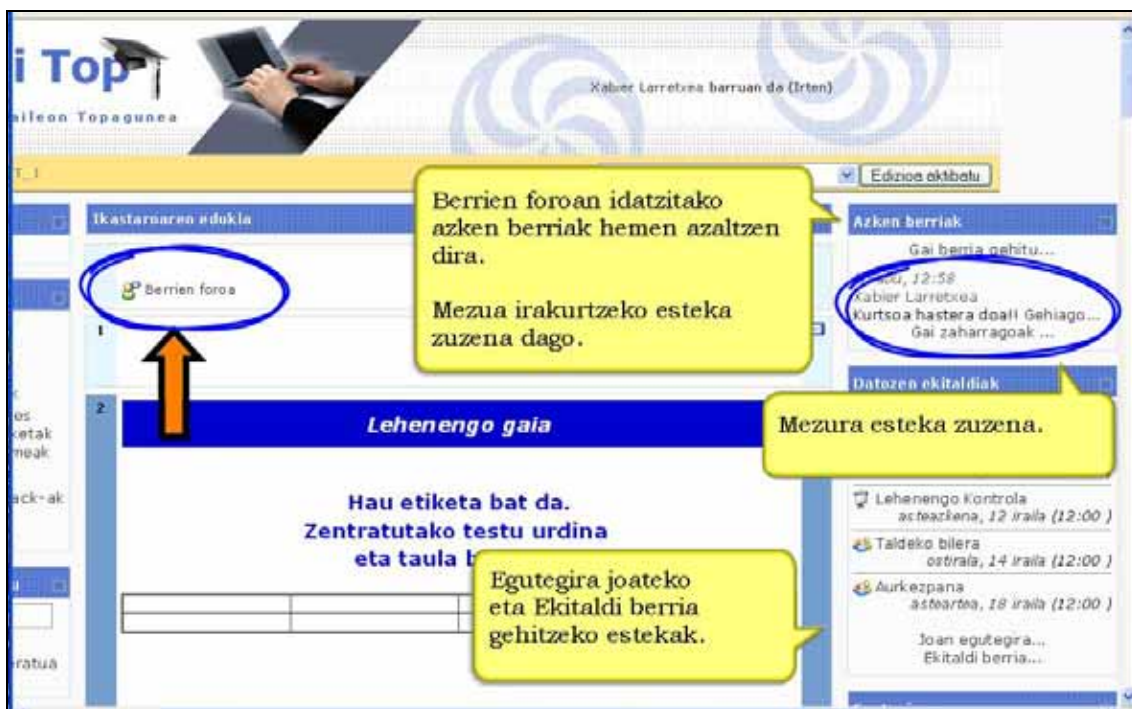 i Top
aileon Topagunea
Xabier Larretxea barruan da (Irten)
T_1
Edizioa aktibatu
Berrien foroan idatzitako
azken berriak hemen azaltzen
dira.
Mezua irakurtzeko esteka
zuzena dago.
Ikastaroaren edukia
Berrien foroa
1
2
Lehenengo gaia
Hau etiketa bat da.
Zentratutako testu urdina
eta taula b
Azken berriak
Gai berria gehitu...
12:58
Xabier Larretxea
Kurtsoa hastera doa!! Gehiago...
Gai zaharragoak ...
Datozen ekitaldiak
Mezura esteka zuzena.
Lehenengo Kontrola
asteazkena, 12 iraila (12:00 )
Taldeko bilera
ostirala, 14 iraila (12:00 )
Aurkezpana
asteartea, 18 iraila (12:00 )
Joan egutegira...
Ekitaldi berria...
Egutegira joateko
eta Ekitaldi berria
gehitzeko estekak.
os
ketak
meak
ack-ak
u
eratua